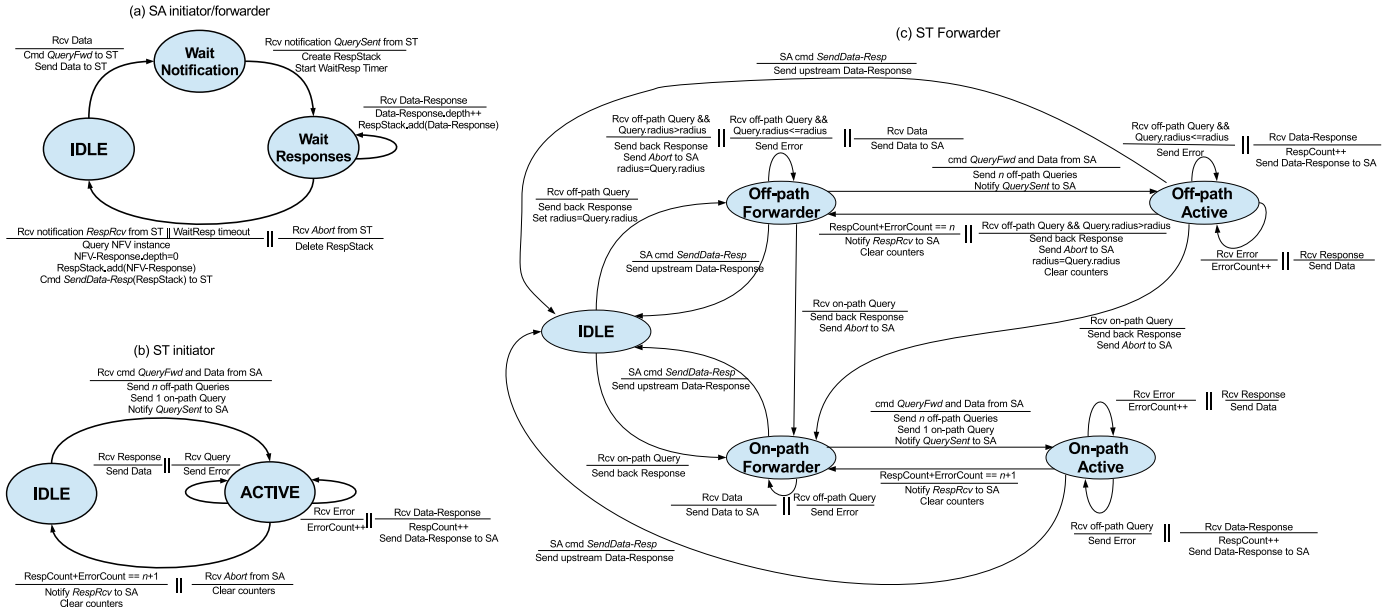 (a) SA initiator/forwarder
Rcv Data
Cmd QueryFwd to ST
Send Data to ST
Wait
Notification
Rcv notification QuerySent from ST
Create RespStack
Start WaitResp Timer
Rcv Data-Response
Data-Response.depth++
RespStack.add(Data-Response)
IDLE
Wait
Responses
Rcv notification RespRcv from ST || WaitResp timeout
Query NFV instance
NFV-Response.depth=0
RespStack.add(NFV-Response)
Cmd SendData-Resp(RespStack) to ST
||
Rcv Abort from ST
Delete RespStack
(b) ST initiator
Rcv cmd QueryFwd and Data from SA
Send n off-path Queries
Send 1 on-path Query
Notify QuerySent to SA
Rcv Response
Send Data
||
Rcv Query
Send Error
IDLE
ACTIVE
Rcv Error
ErrorCount++
||
Rcv Data-Response
RespCount++
Send Data-Response to SA
RespCount+ErrorCount == n+1
Notify RespRcv to SA
Clear counters
||
Rcv Abort from SA
Clear counters
(c) ST Forwarder
SA cmd SendData-Resp
Send upstream Data-Response
Rcv off-path Query &&
Query.radius>radius
Send back Response
Send Abort to SA
radius=Query.radius
||
Rcv off-path Query &&
Query.radius<=radius
Send Error
||
Rcv Data
Send Data to SA
Rcv off-path Query &&
Query.radius<=radius
Send Error
||
Rcv Data-Response
RespCount++
Send Data-Response to SA
Rcv off-path Query
Send back Response
Set radius=Query.radius
Off-path
Forwarder
cmd QueryFwd and Data from SA
Send n off-path Queries
Notify QuerySent to SA
Off-path
Active
RespCount+ErrorCount == n
Notify RespRcv to SA
Clear counters
||
Rcv off-path Query && Query.radius>radius
Send back Response
Send Abort to SA
radius=Query.radius
Clear counters
Rcv Error
ErrorCount++
||
Rcv Response
Send Data
SA cmd SendData-Resp
Send upstream Data-Response
IDLE
Rcv on-path Query
Send back Response
Send Abort to SA
Rcv on-path Query
Send back Response
Send Abort to SA
SA cmd SendData-Resp
Send upstream Data-Response
cmd QueryFwd and Data from SA
Send n off-path Queries
Send 1 on-path Query
Notify QuerySent to SA
Rcv Error
ErrorCount++
||
Rcv Response
Send Data
Rcv on-path Query
Send back Response
On-path
Forwarder
On-path
Active
RespCount+ErrorCount == n+1
Notify RespRcv to SA
Clear counters
Rcv Data
Send Data to SA
||
Rcv off-path Query
Send Error
SA cmd SendData-Resp
Send upstream Data-Response
Rcv off-path Query
Send Error
||
Rcv Data-Response
RespCount++
Send Data-Response to SA